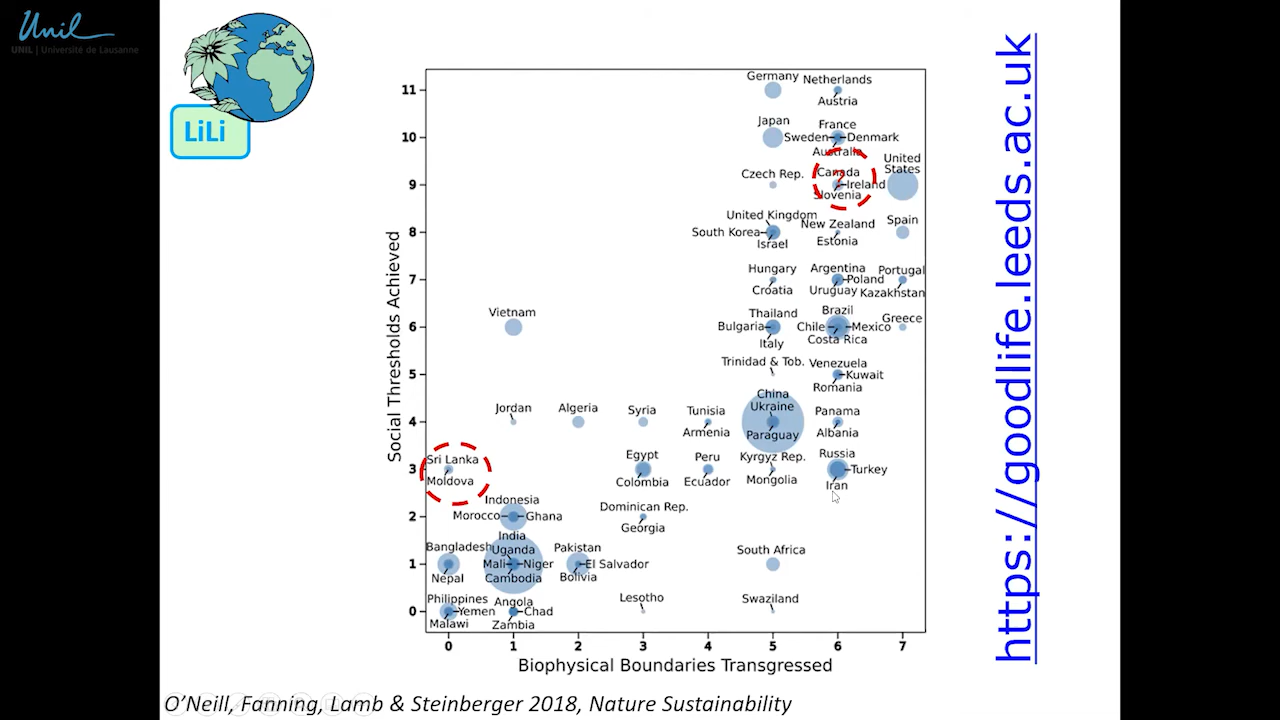 Unil
UNIL | Université de Lausanne
LiLi
https://goodlife.leeds.ac.uk
Social Thresholds Achieved
11
10
9
8
7
6
5
4
3
2
1
0
Germany
Netherlands
Austria
Japan
France
Sweden
Denmark
Australia
Czech Rep.
Canada
?
Ireland
Slovenia
United
States
United Kingdom
South Korea
Israel
New Zealand
Estonia
Spain
Hungary
Croatia
Argentina
Poland
Uruguay
Portugal
Kazakhstan
Vietnam
Thailand
Bulgaria
Italy
Brazil
Chile
Mexico
Costa Rica
Greece
Trinidad & Tob.
Venezuela
Kuwait
Romania
Jordan
Algeria
Syria
Tunisia
Armenia
China
Ukraine
Paraguay
Panama
Albania
Sri Lanka
Moldova
Egypt
Colombia
Peru
Ecuador
Kyrgyz Rep.
Mongolia
Russia
Turkey
Iran
Indonesia
Morocco
Ghana
Dominican Rep.
Georgia
Bangladesh
Nepal
India
Uganda
Mali
Niger
Cambodia
Pakistan
El Salvador
Bolivia
South Africa
Philippines
Yemen
Malawi
Angola
Chad
Zambia
Lesotho
Swaziland
0 1 2 3 4 5 6 7
Biophysical Boundaries Transgressed
O’Neill, Fanning, Lamb & Steinberger 2018, Nature Sustainability